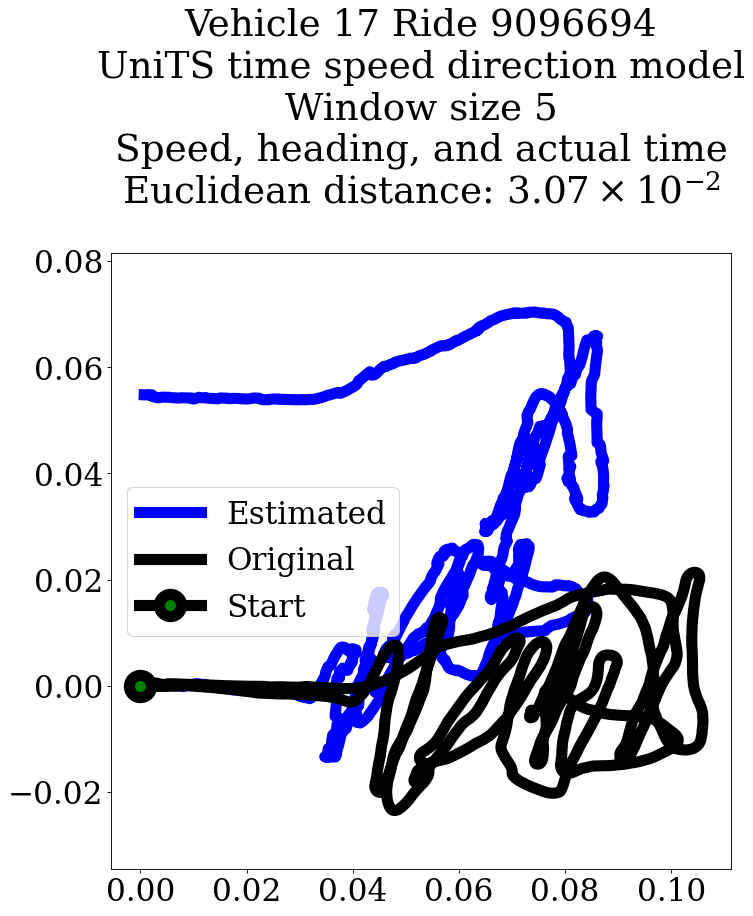 Vehicle 17 Ride 9096694
UniTS time speed direction model
Window size 5
Speed, heading, and actual time
Euclidean distance: 3.07 × 10⁻²
0.08
0.06
0.04
0.02
0.00
−0.02
Estimated
Original
Start
0.00 0.02 0.04 0.06 0.08 0.10